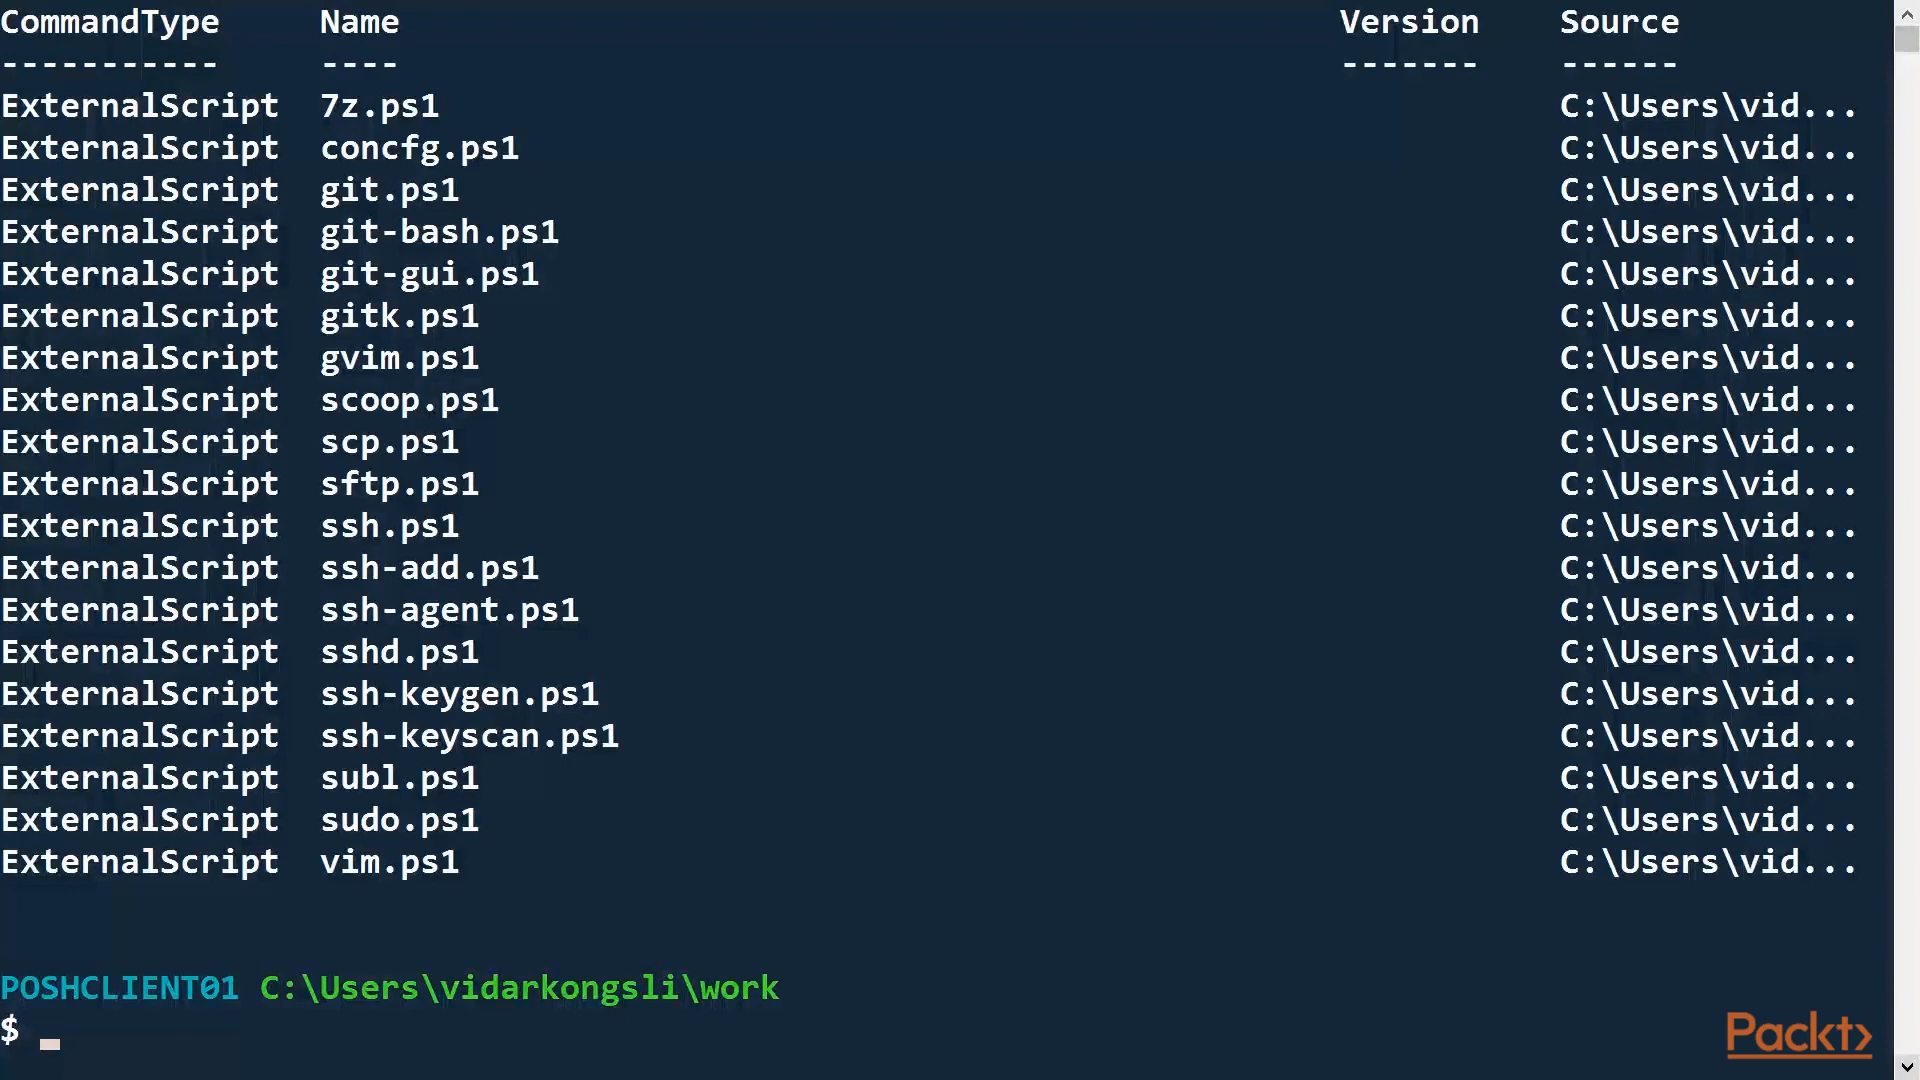 CommandType Name Version Source
----------- ---- ------- ------
ExternalScript 7z.ps1 C:\Users\vid...
ExternalScript concfg.ps1 C:\Users\vid...
ExternalScript git.ps1 C:\Users\vid...
ExternalScript git-bash.ps1 C:\Users\vid...
ExternalScript git-gui.ps1 C:\Users\vid...
ExternalScript gitk.ps1 C:\Users\vid...
ExternalScript gvim.ps1 C:\Users\vid...
ExternalScript scoop.ps1 C:\Users\vid...
ExternalScript scp.ps1 C:\Users\vid...
ExternalScript sftp.ps1 C:\Users\vid...
ExternalScript ssh.ps1 C:\Users\vid...
ExternalScript ssh-add.ps1 C:\Users\vid...
ExternalScript ssh-agent.ps1 C:\Users\vid...
ExternalScript sshd.ps1 C:\Users\vid...
ExternalScript ssh-keygen.ps1 C:\Users\vid...
ExternalScript ssh-keyscan.ps1 C:\Users\vid...
ExternalScript subl.ps1 C:\Users\vid...
ExternalScript sudo.ps1 C:\Users\vid...
ExternalScript vim.ps1 C:\Users\vid...
POSHCLIENT01 C:\Users\vidarkongsli\work
$
Packt>